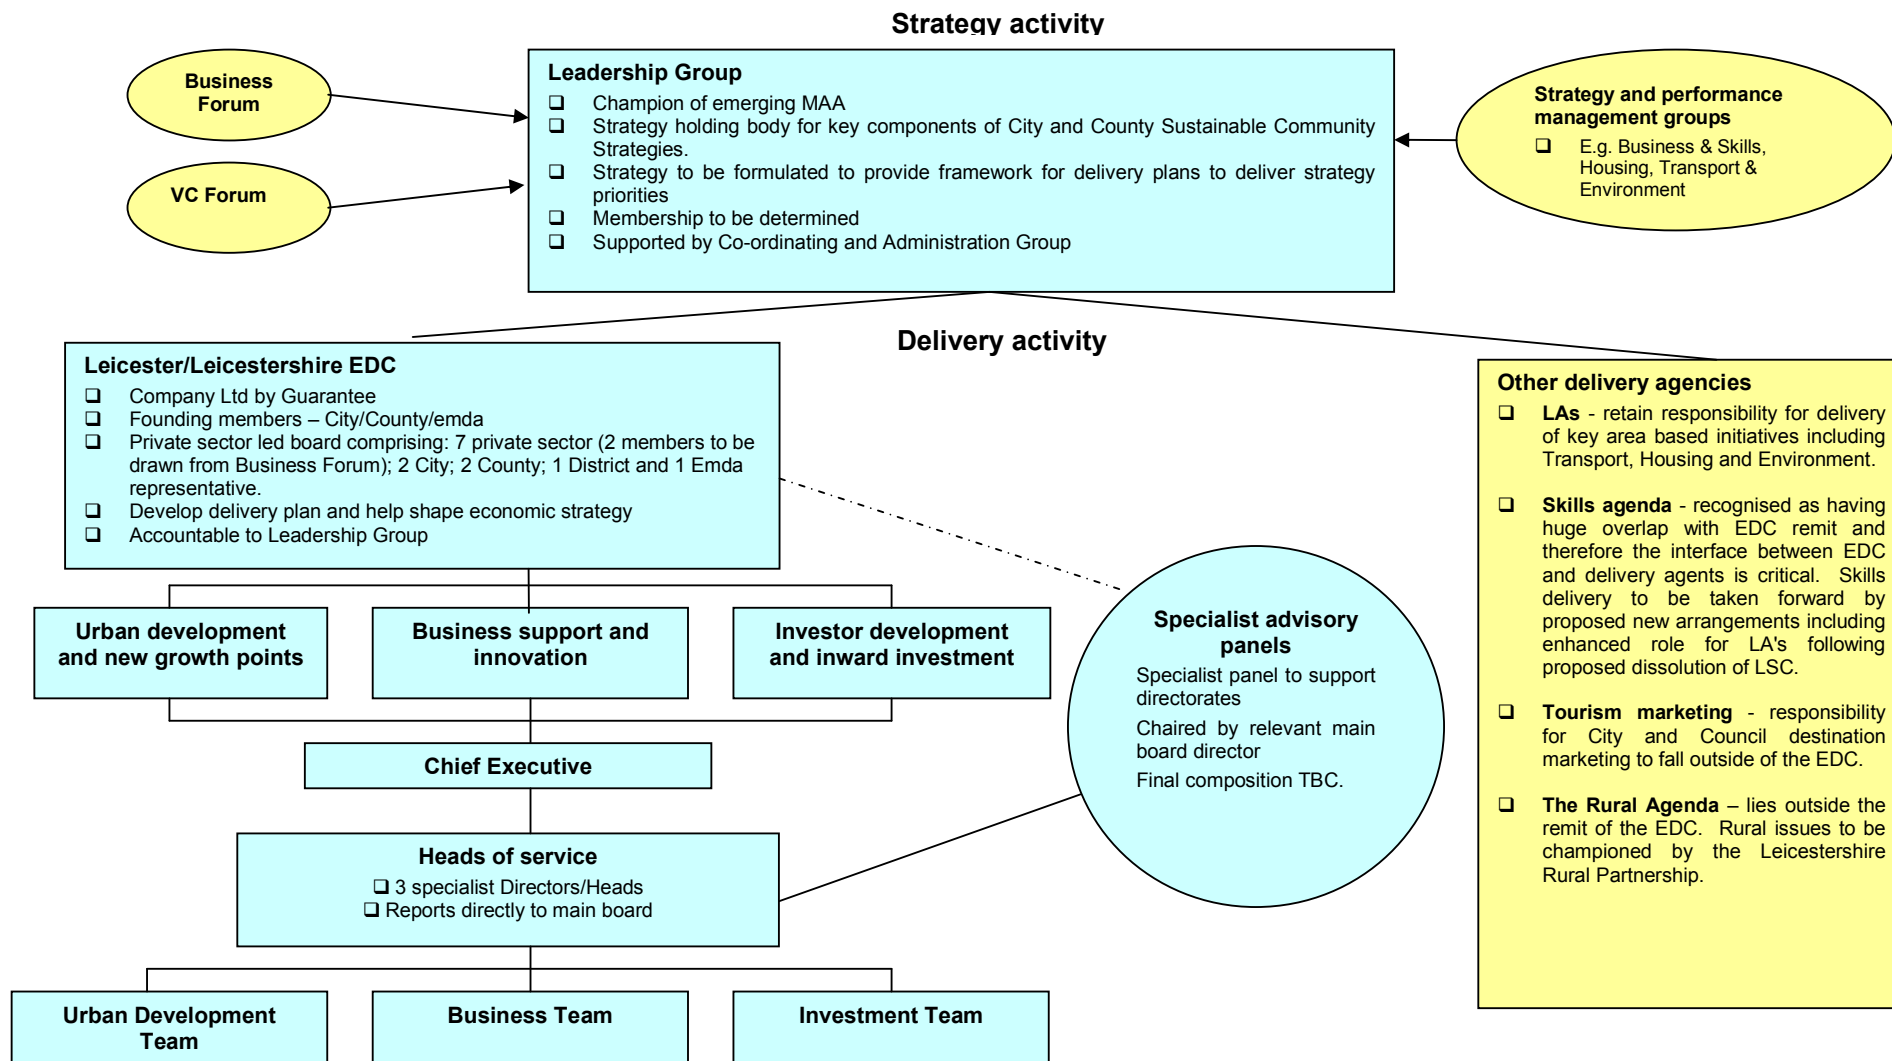 Strategy activity
Business
Forum
VC Forum
Leadership Group
❑ Champion of emerging MAA
❑ Strategy holding body for key components of City and County Sustainable Community
Strategies.
❑ Strategy to be formulated to provide framework for delivery plans to deliver strategy
priorities
❑ Membership to be determined
❑ Supported by Co-ordinating and Administration Group
Strategy and performance
management groups
❑ E.g. Business & Skills,
Housing, Transport &
Environment
Delivery activity
Leicester/Leicestershire EDC
❑ Company Ltd by Guarantee
❑ Founding members – City/County/emda
❑ Private sector led board comprising: 7 private sector (2 members to be
drawn from Business Forum); 2 City; 2 County; 1 District and 1 Emda
representative.
❑ Develop delivery plan and help shape economic strategy
❑ Accountable to Leadership Group
Urban development
and new growth points
Business support and
innovation
Investor development
and inward investment
Chief Executive
Heads of service
❑ 3 specialist Directors/Heads
❑ Reports directly to main board
Urban Development
Team
Business Team
Investment Team
Specialist advisory
panels
Specialist panel to support
directorates
Chaired by relevant main
board director
Final composition TBC.
Other delivery agencies
❑ LAs - retain responsibility for delivery
of key area based initiatives including
Transport, Housing and Environment.
❑ Skills agenda - recognised as having
huge overlap with EDC remit and
therefore the interface between EDC
and delivery agents is critical. Skills
delivery to be taken forward by
proposed new arrangements including
enhanced role for LA's following
proposed dissolution of LSC.
❑ Tourism marketing - responsibility
for City and Council destination
marketing to fall outside of the EDC.
❑ The Rural Agenda – lies outside the
remit of the EDC. Rural issues to be
championed by the Leicestershire
Rural Partnership.